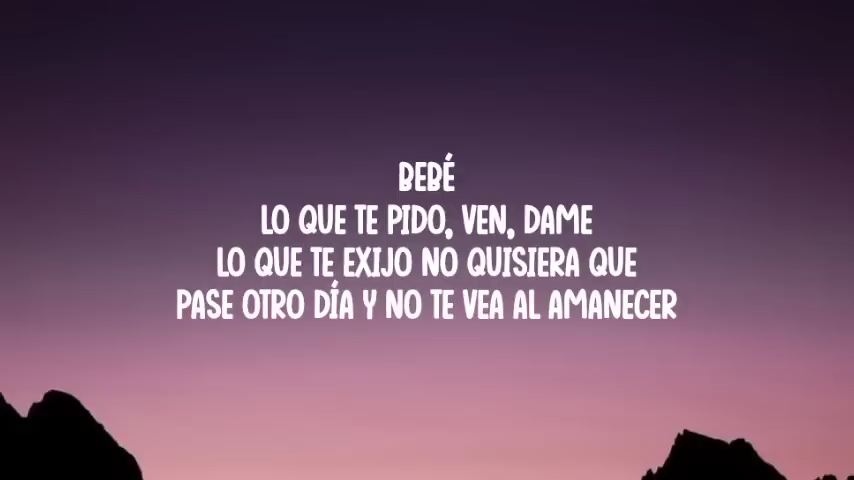 BEBÉ
LO QUE TE PIDO, VEN, DAME
LO QUE TE EXIJO NO QUISIERA QUE
PASE OTRO DÍA Y NO TE VEA AL AMANECER